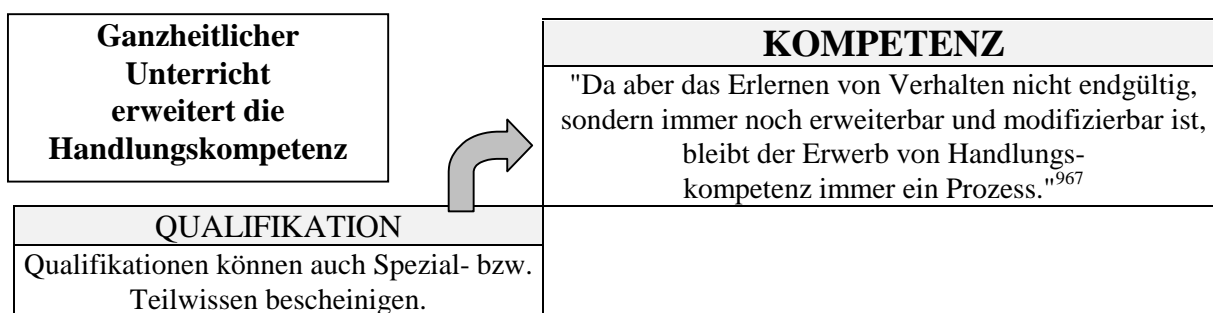 Ganzheitlicher
Unterricht
erweitert die
Handlungskompetenz
KOMPETENZ
"Da aber das Erlernen von Verhalten nicht endgültig,
sondern immer noch erweiterbar und modifizierbar ist,
bleibt der Erwerb von Handlungs-
kompetenz immer ein Prozess."967
QUALIFIKATION
Qualifikationen können auch Spezial- bzw.
Teilwissen bescheinigen.